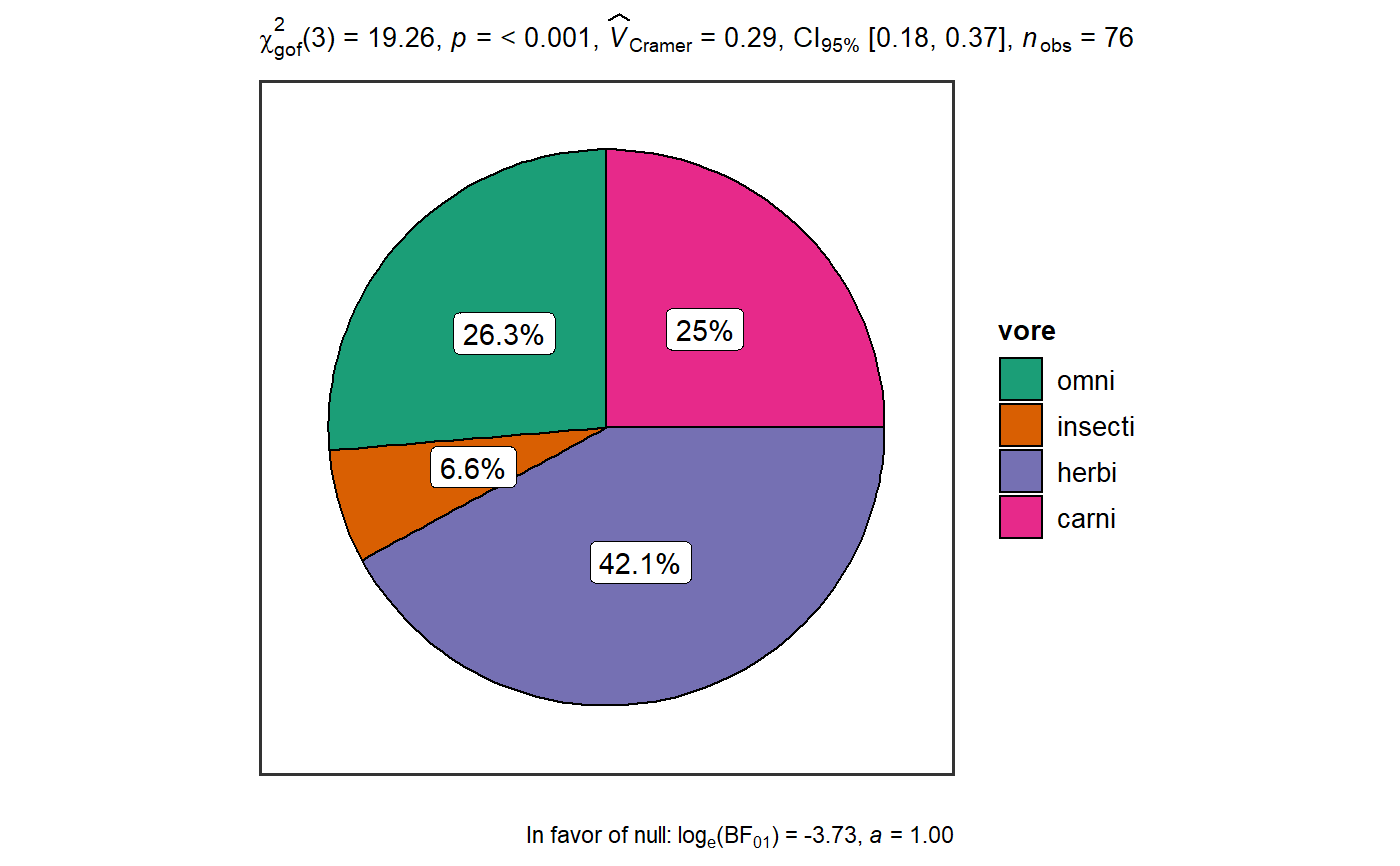 χ²gof(3) = 19.26, p = < 0.001, V̂Cramer = 0.29, CI95% [0.18, 0.37], nobs = 76
26.3%
25%
6.6%
42.1%
vore
omni
insecti
herbi
carni
In favor of null: loge(BF01) = -3.73, a = 1.00